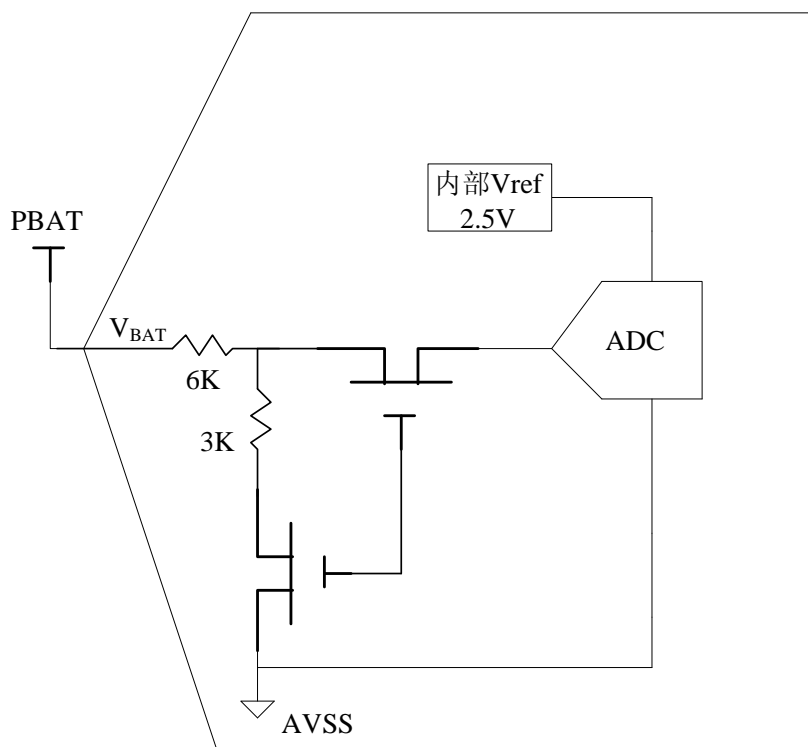 内部Vref
2.5V
PBAT
VBAT
6K
ADC
3K
AVSS